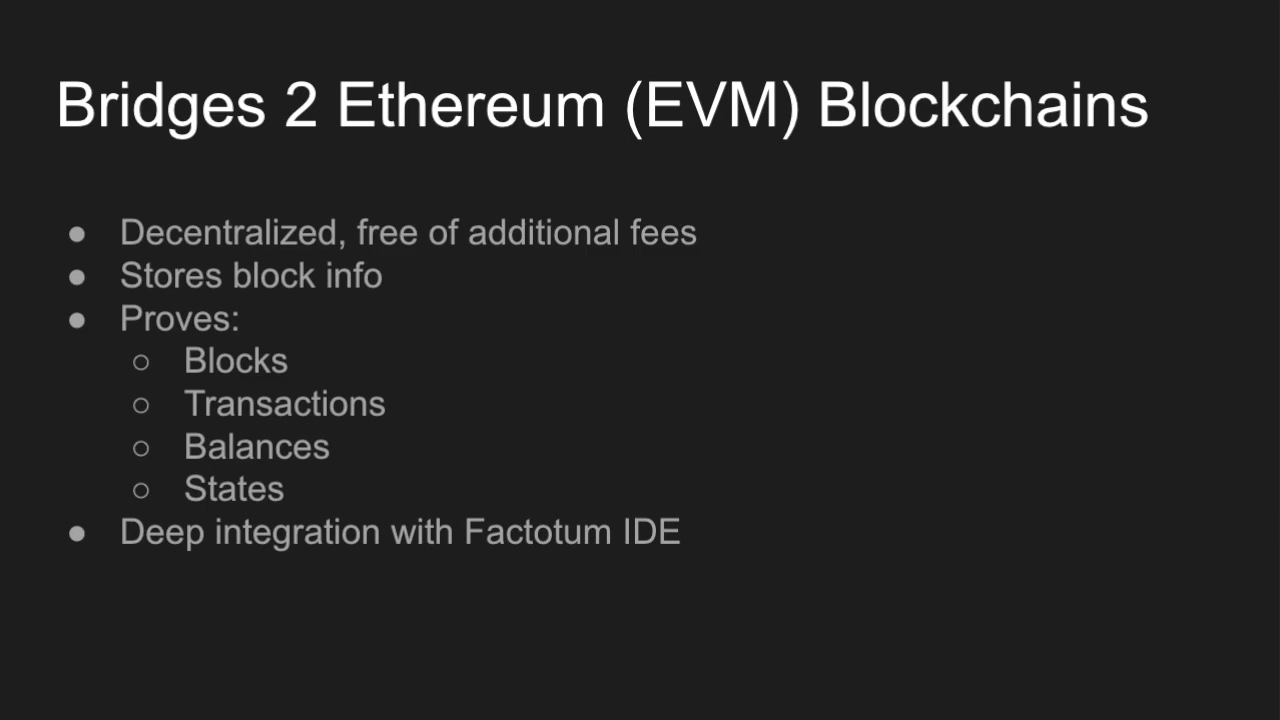 Bridges 2 Ethereum (EVM) Blockchains
● Decentralized, free of additional fees
● Stores block info
● Proves:
○ Blocks
○ Transactions
○ Balances
○ States
● Deep integration with Factotum IDE